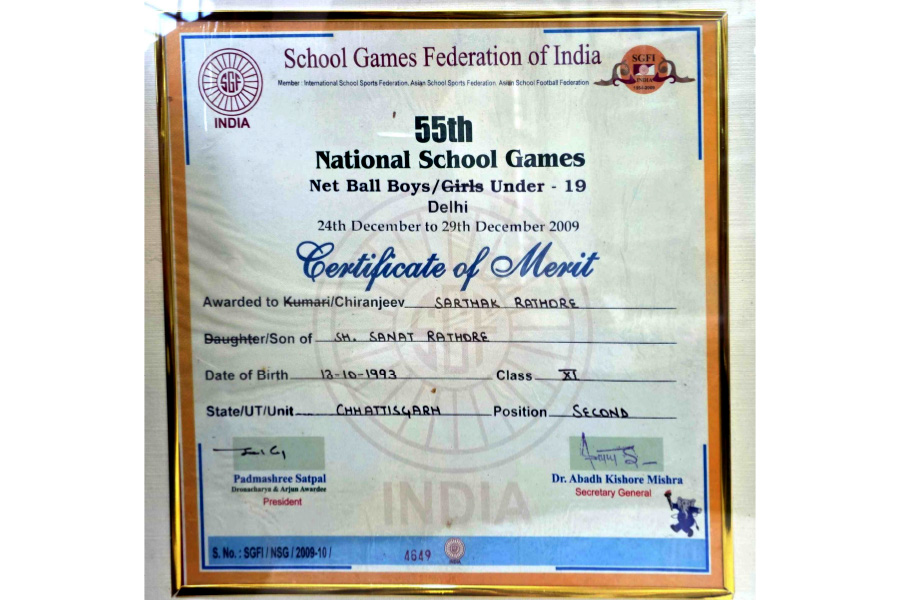 School Games Federation of India
Member : International School Sports Federation, Asian School Sports Federation, Asian School Football Federation
SGF
INDIA
SGFI
INDIA
55th
National School Games
Net Ball Boys/Girls Under - 19
Delhi
24th December to 29th December 2009
Certificate of Merit
Awarded to Kumari/Chiranjeev SARTHAK RATHORE
Daughter/Son of SH. SANAT RATHORE
Date of Birth 13-10-1993 Class XI
State/UT/Unit CHHATTISGARH Position SECOND
Padmashree Satpal
Dronacharya & Arjun Awardee
President
Dr. Abadh Kishore Mishra
Secretary General
INDIA
S. No. : SGFI / NSG / 2009-10 / 4649